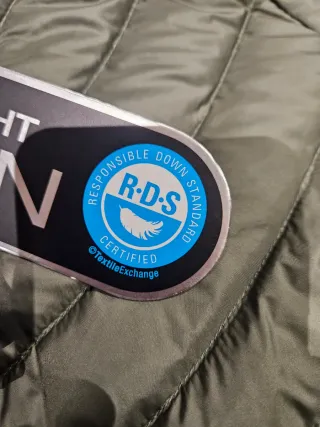 HT
N
RESPONSIBLE DOWN STANDARD
R·D·S
CERTIFIED
©TextileExchange